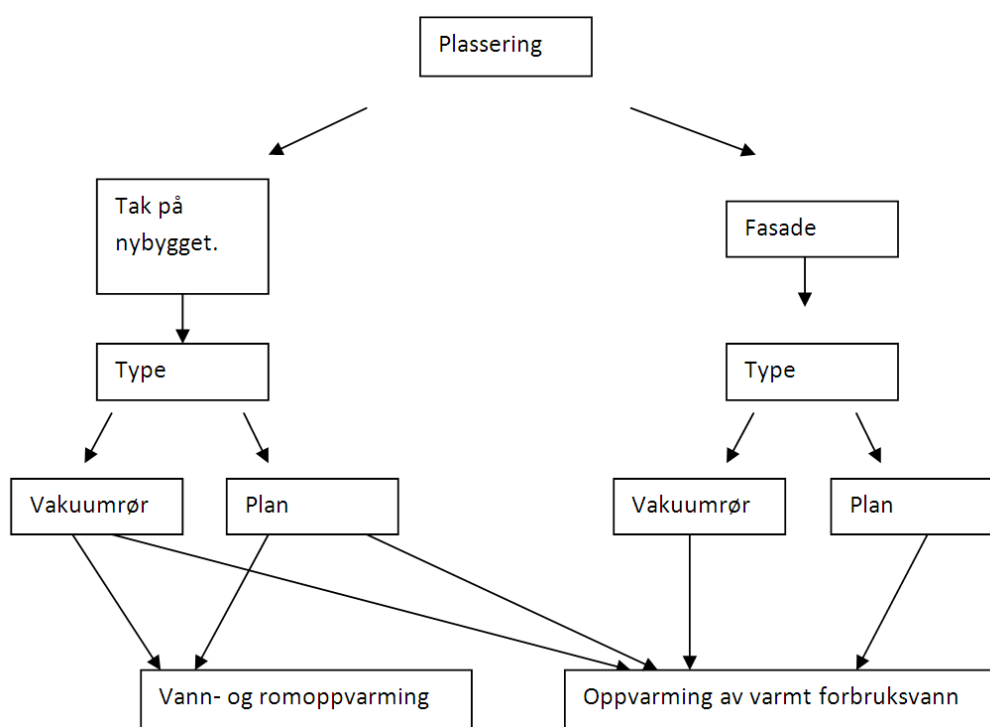 Plassering
Tak på
nybygget.
Fasade
Type
Type
Vakuumrør
Plan
Vakuumrør
Plan
Vann- og romoppvarming
Oppvarming av varmt forbruksvann